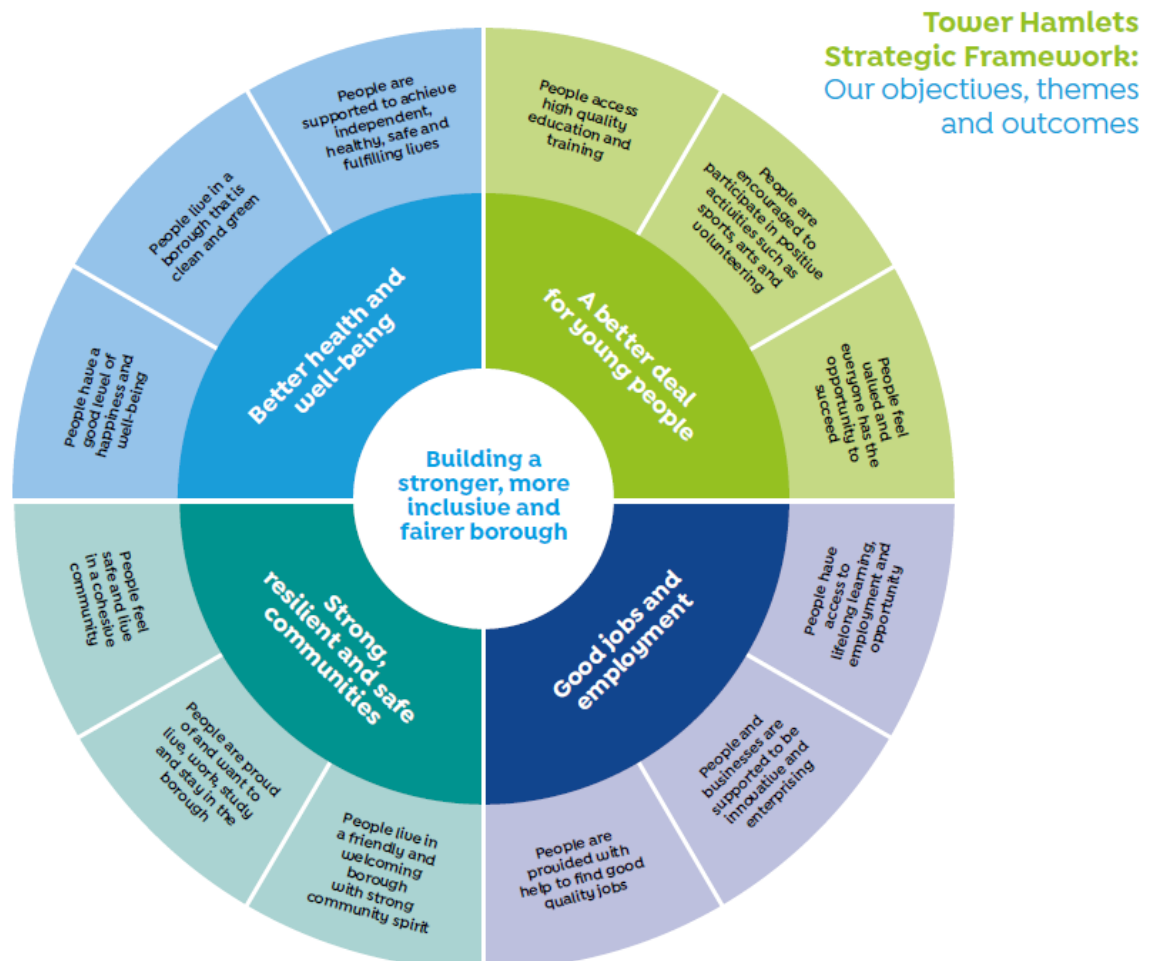 Tower Hamlets
Strategic Framework:
Our objectives, themes
and outcomes
Building a
stronger, more
inclusive and
fairer borough
A better deal
for young people
People access
high quality
education and
training
People are
encouraged to
participate in positive
activities such as
sports, arts and
volunteering
People feel
valued and
everyone has the
opportunity to
succeed
Good jobs and
employment
People have
access to
lifelong learning,
employment and
opportunity
People and
businesses are
supported to be
innovative and
enterprising
People are
provided with
help to find good
quality jobs
Strong,
resilient and safe
communities
People live in
a friendly and
welcoming
borough
with strong
community spirit
People are proud
of and want to
live, work, study
and stay in the
borough
People feel
safe and live
in a cohesive
community
Better health and
well-being
People have a
good level of
happiness and
well-being
People live in a
borough that is
clean and green
People are
supported to achieve
independent,
healthy, safe and
fulfilling lives